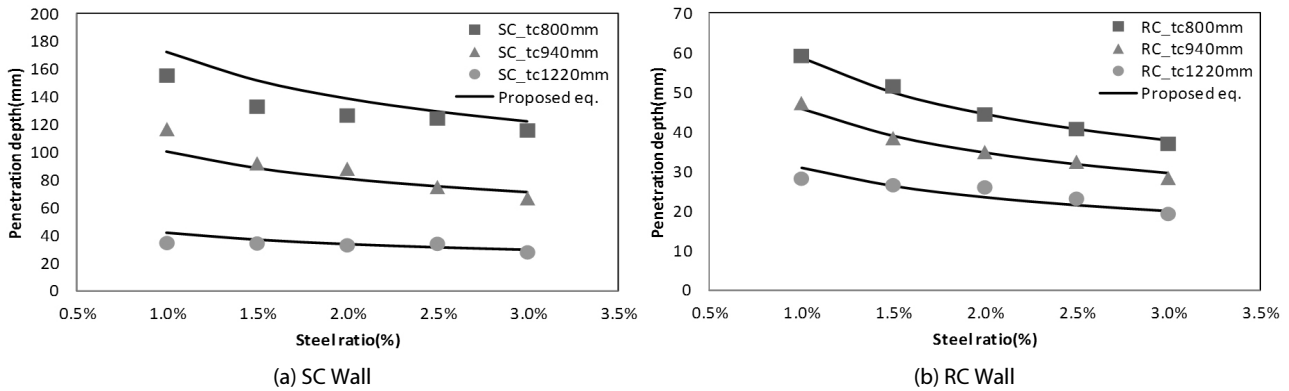 200
180
160
140
120
100
80
60
40
20
0
Penetration depth(mm)
SC_tc800mm
SC_tc940mm
SC_tc1220mm
Proposed eq.
0.5% 1.0% 1.5% 2.0% 2.5% 3.0% 3.5%
Steel ratio(%)
(a) SC Wall
70
60
50
40
30
20
10
0
Penetration depth(mm)
RC_tc800mm
RC_tc940mm
RC_tc1220mm
Proposed eq.
0.5% 1.0% 1.5% 2.0% 2.5% 3.0% 3.5%
Steel ratio(%)
(b) RC Wall